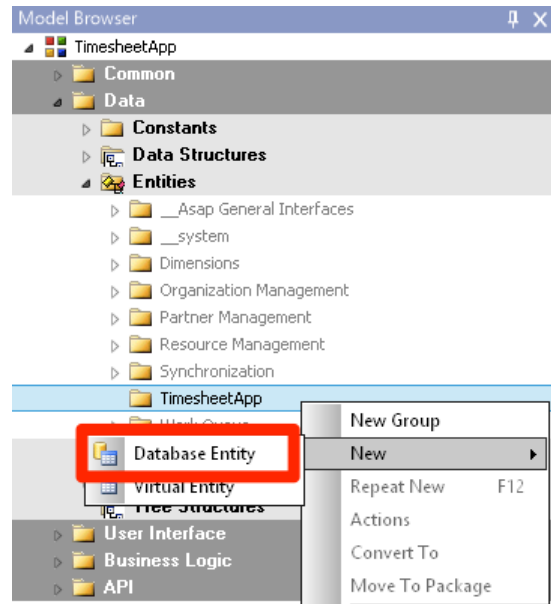 Model Browser
TimesheetApp
Common
Data
Constants
Data Structures
Entities
__Asap General Interfaces
__system
Dimensions
Organization Management
Partner Management
Resource Management
Synchronization
TimesheetApp
New Group
Database Entity
New
Virtual Entity
Repeat New F12
Tree Structures
Actions
User Interface
Convert To
Business Logic
Move To Package
API